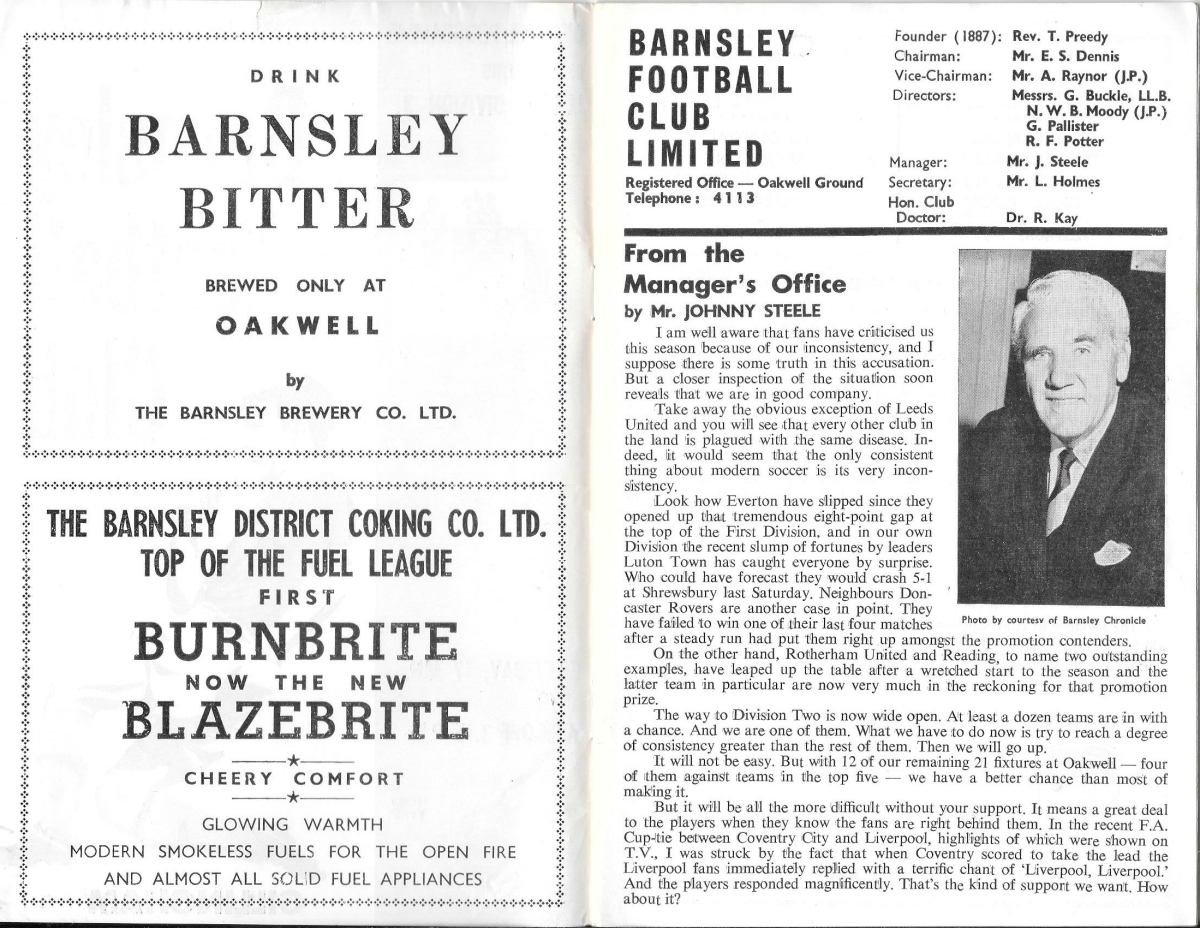 DRINK
BARNSLEY
BITTER
BREWED ONLY AT
OAKWELL
by
THE BARNSLEY BREWERY CO. LTD.
THE BARNSLEY DISTRICT COKING CO. LTD.
TOP OF THE FUEL LEAGUE
FIRST
BURNBRITE
NOW THE NEW
BLAZEBRITE
CHEERY COMFORT
GLOWING WARMTH
MODERN SMOKELESS FUELS FOR THE OPEN FIRE
AND ALMOST ALL SOLID FUEL APPLIANCES
BARNSLEY
FOOTBALL
CLUB
LIMITED
Registered Office — Oakwell Ground
Telephone : 4113
Founder (1887): Rev. T. Preedy
Chairman: Mr. E. S. Dennis
Vice-Chairman: Mr. A. Raynor (J.P.)
Directors: Messrs. G. Buckle, LL.B.
N. W. B. Moody (J.P.)
G. Pallister
R. F. Potter
Manager: Mr. J. Steele
Secretary: Mr. L. Holmes
Hon. Club
Doctor: Dr. R. Kay
From the
Manager's Office
by Mr. JOHNNY STEELE
I am well aware that fans have criticised us
this season because of our inconsistency, and I
suppose there is some truth in this accusation.
But a closer inspection of the situation soon
reveals that we are in good company.
Take away the obvious exception of Leeds
United and you will see that every other club in
the land is plagued with the same disease. In-
deed, it would seem that the only consistent
thing about modern soccer is its very incon-
sistency.
Look how Everton have slipped since they
opened up that tremendous eight-point gap at
the top of the First Division, and in our own
Division the recent slump of fortunes by leaders
Luton Town has caught everyone by surprise.
Who could have forecast they would crash 5-1
at Shrewsbury last Saturday. Neighbours Don-
caster Rovers are another case in point. They
have failed to win one of their last four matches
after a steady run had put them right up amongst the promotion contenders.
Photo by courtesy of Barnsley Chronicle
On the other hand, Rotherham United and Reading, to name two outstanding
examples, have leaped up the table after a wretched start to the season and the
latter team in particular are now very much in the reckoning for that promotion
prize.
The way to Division Two is now wide open. At least a dozen teams are in with
a chance. And we are one of them. What we have to do now is try to reach a degree
of consistency greater than the rest of them. Then we will go up.
It will not be easy. But with 12 of our remaining 21 fixtures at Oakwell — four
of them against teams in the top five — we have a better chance than most of
making it.
But it will be all the more difficult without your support. It means a great deal
to the players when they know the fans are right behind them. In the recent F.A.
Cup-tie between Coventry City and Liverpool, highlights of which were shown on
T.V., I was struck by the fact that when Coventry scored to take the lead the
Liverpool fans immediately replied with a terrific chant of 'Liverpool, Liverpool.'
And the players responded magnificently. That's the kind of support we want. How
about it?